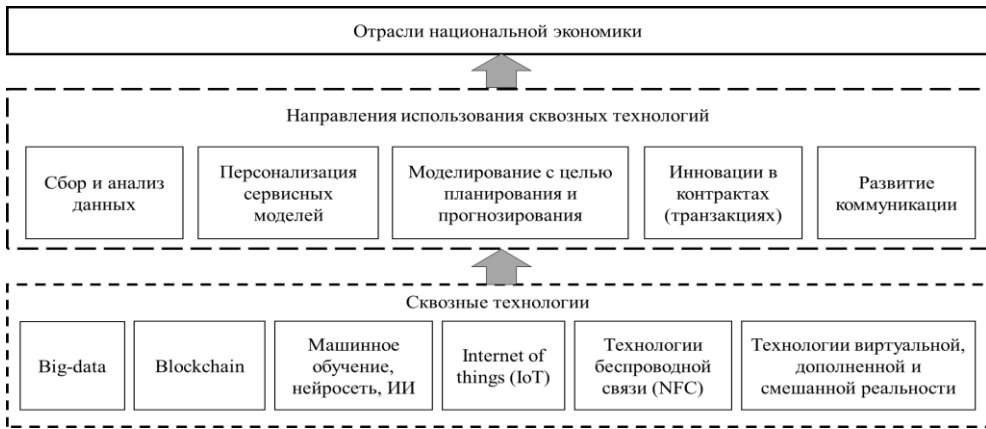 Отрасли национальной экономики
Направления использования сквозных технологий
Сбор и анализ
данных
Персонализация
сервисных
моделей
Моделирование с целью
планирования и
прогнозирования
Инновации в
контрактах
(транзакциях)
Развитие
коммуникации
Сквозные технологии
Big-data
Blockchain
Машинное
обучение,
нейросеть, ИИ
Internet of
things (IoT)
Технологии
беспроводной
связи (NFC)
Технологии виртуальной,
дополненной и
смешанной реальности